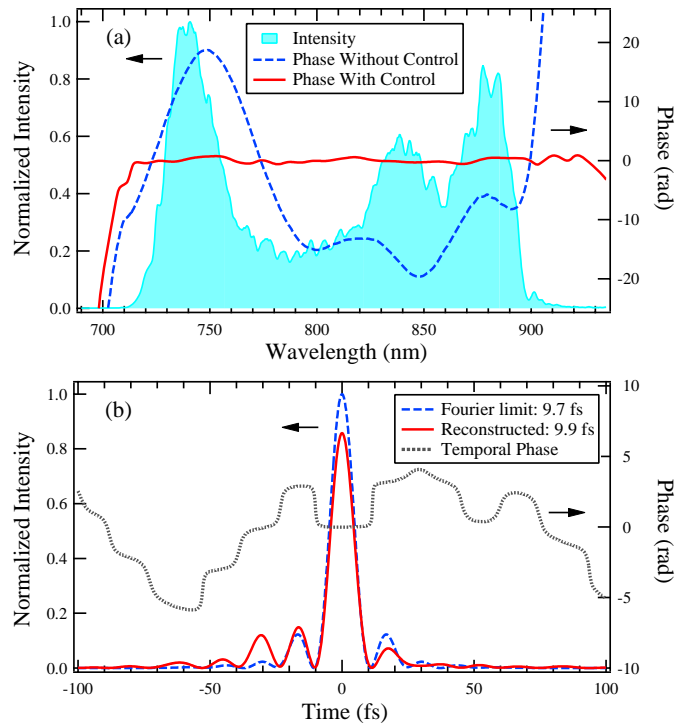 (a)
Intensity
Phase Without Control
Phase With Control
Normalized Intensity
1.0
0.8
0.6
0.4
0.2
0.0
20
10
0
-10
-20
Phase (rad)
700
750
800
850
900
Wavelength (nm)
(b)
Fourier limit: 9.7 fs
Reconstructed: 9.9 fs
Temporal Phase
Normalized Intensity
1.0
0.8
0.6
0.4
0.2
0.0
10
5
0
-5
-10
Phase (rad)
-100
-50
0
50
100
Time (fs)